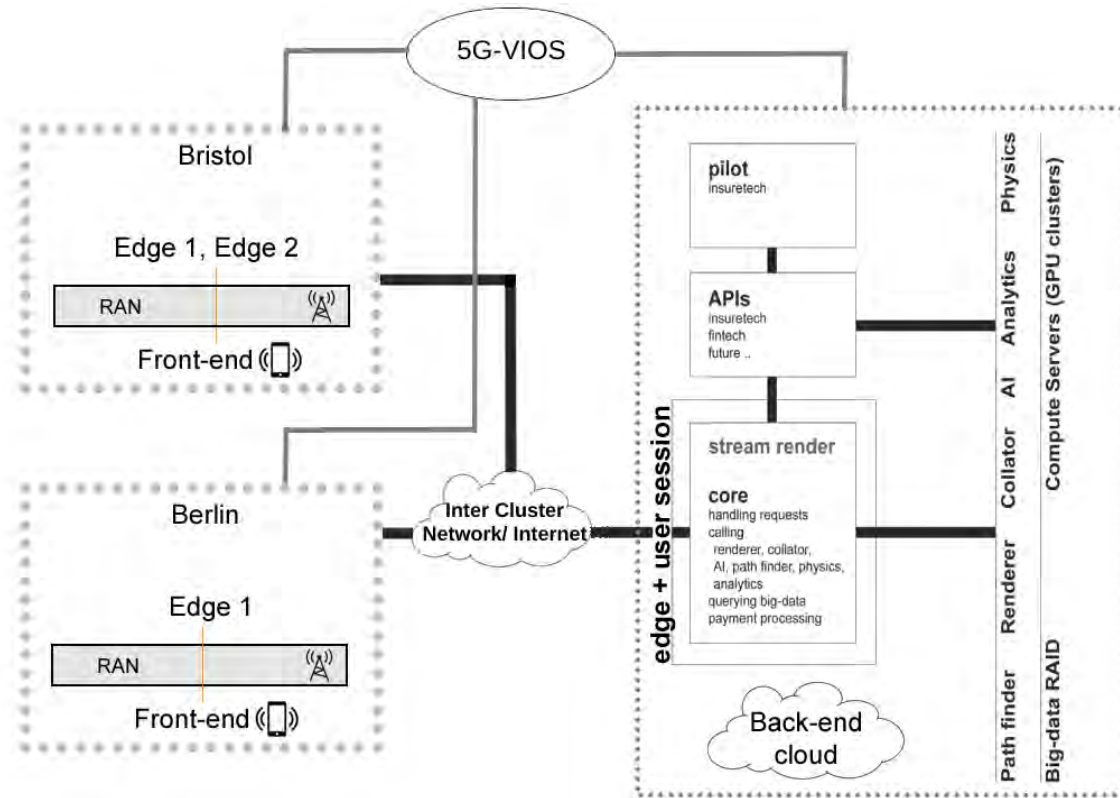 5G-VIOS
Bristol
Edge 1, Edge 2
RAN
Front-end
Berlin
Edge 1
RAN
Front-end
Inter Cluster
Network/ Internet
pilot
insuretech
APIs
insuretech
fintech
future ..
edge + user session
stream render
core
handling requests
calling
renderer, collator,
AI, path finder, physics,
analytics
querying big-data
payment processing
Back-end
cloud
Path finder Renderer Collator AI Analytics Physics
Big-data RAID Compute Servers (GPU clusters)